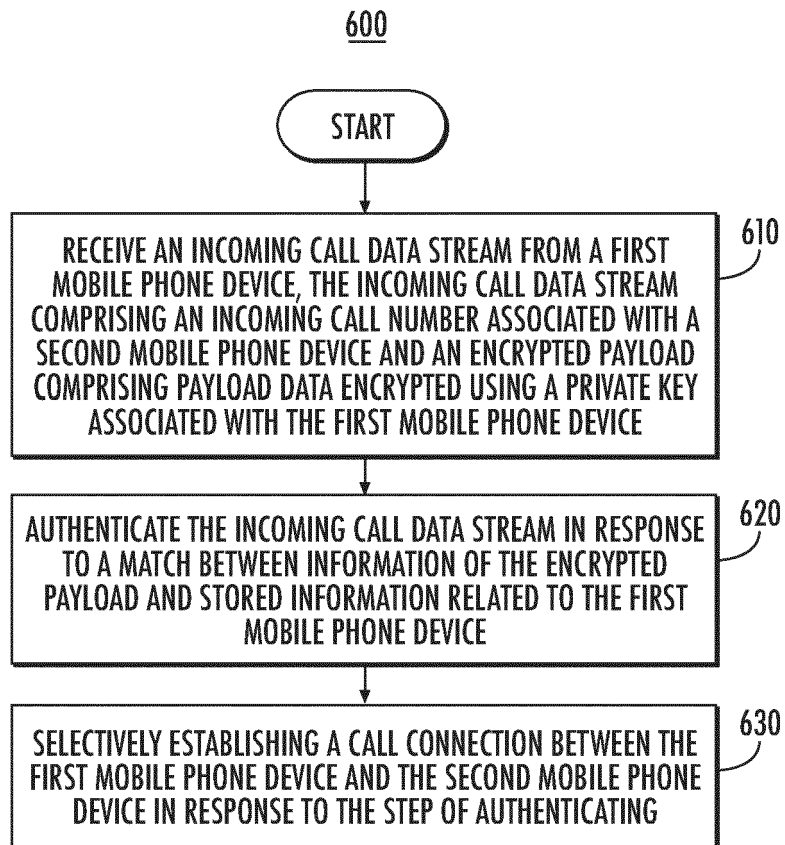 600
START
610
RECEIVE AN INCOMING CALL DATA STREAM FROM A FIRST
MOBILE PHONE DEVICE, THE INCOMING CALL DATA STREAM
COMPRISING AN INCOMING CALL NUMBER ASSOCIATED WITH A
SECOND MOBILE PHONE DEVICE AND AN ENCRYPTED PAYLOAD
COMPRISING PAYLOAD DATA ENCRYPTED USING A PRIVATE KEY
ASSOCIATED WITH THE FIRST MOBILE PHONE DEVICE
620
AUTHENTICATE THE INCOMING CALL DATA STREAM IN RESPONSE
TO A MATCH BETWEEN INFORMATION OF THE ENCRYPTED
PAYLOAD AND STORED INFORMATION RELATED TO THE FIRST
MOBILE PHONE DEVICE
630
SELECTIVELY ESTABLISHING A CALL CONNECTION BETWEEN THE
FIRST MOBILE PHONE DEVICE AND THE SECOND MOBILE PHONE
DEVICE IN RESPONSE TO THE STEP OF AUTHENTICATING